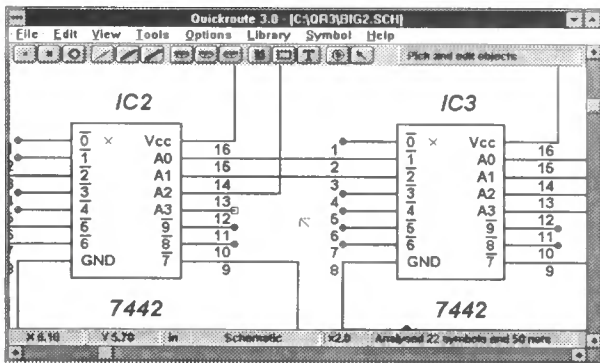 Quickroute 3.0 - [C:\QR3\BIG2.SCH]
File Edit View Tools Options Library Symbol Help
T Pick and edit objects
IC2 IC3
0 Vcc 16 1 0 Vcc 16
1 A0 15 2 1 A0 15
2 A1 14 3 2 A1 14
3 A2 13 4 3 A2 13
4 A3 12 5 4 A3 12
5 9 11 6 5 9 11
6 8 10 7 6 8 10
GND 7 9 8 GND 7 9
7442 7442
X 6.10 Y 5.70 in Schematic x2.0 Analysed 22 symbols and 50 nets